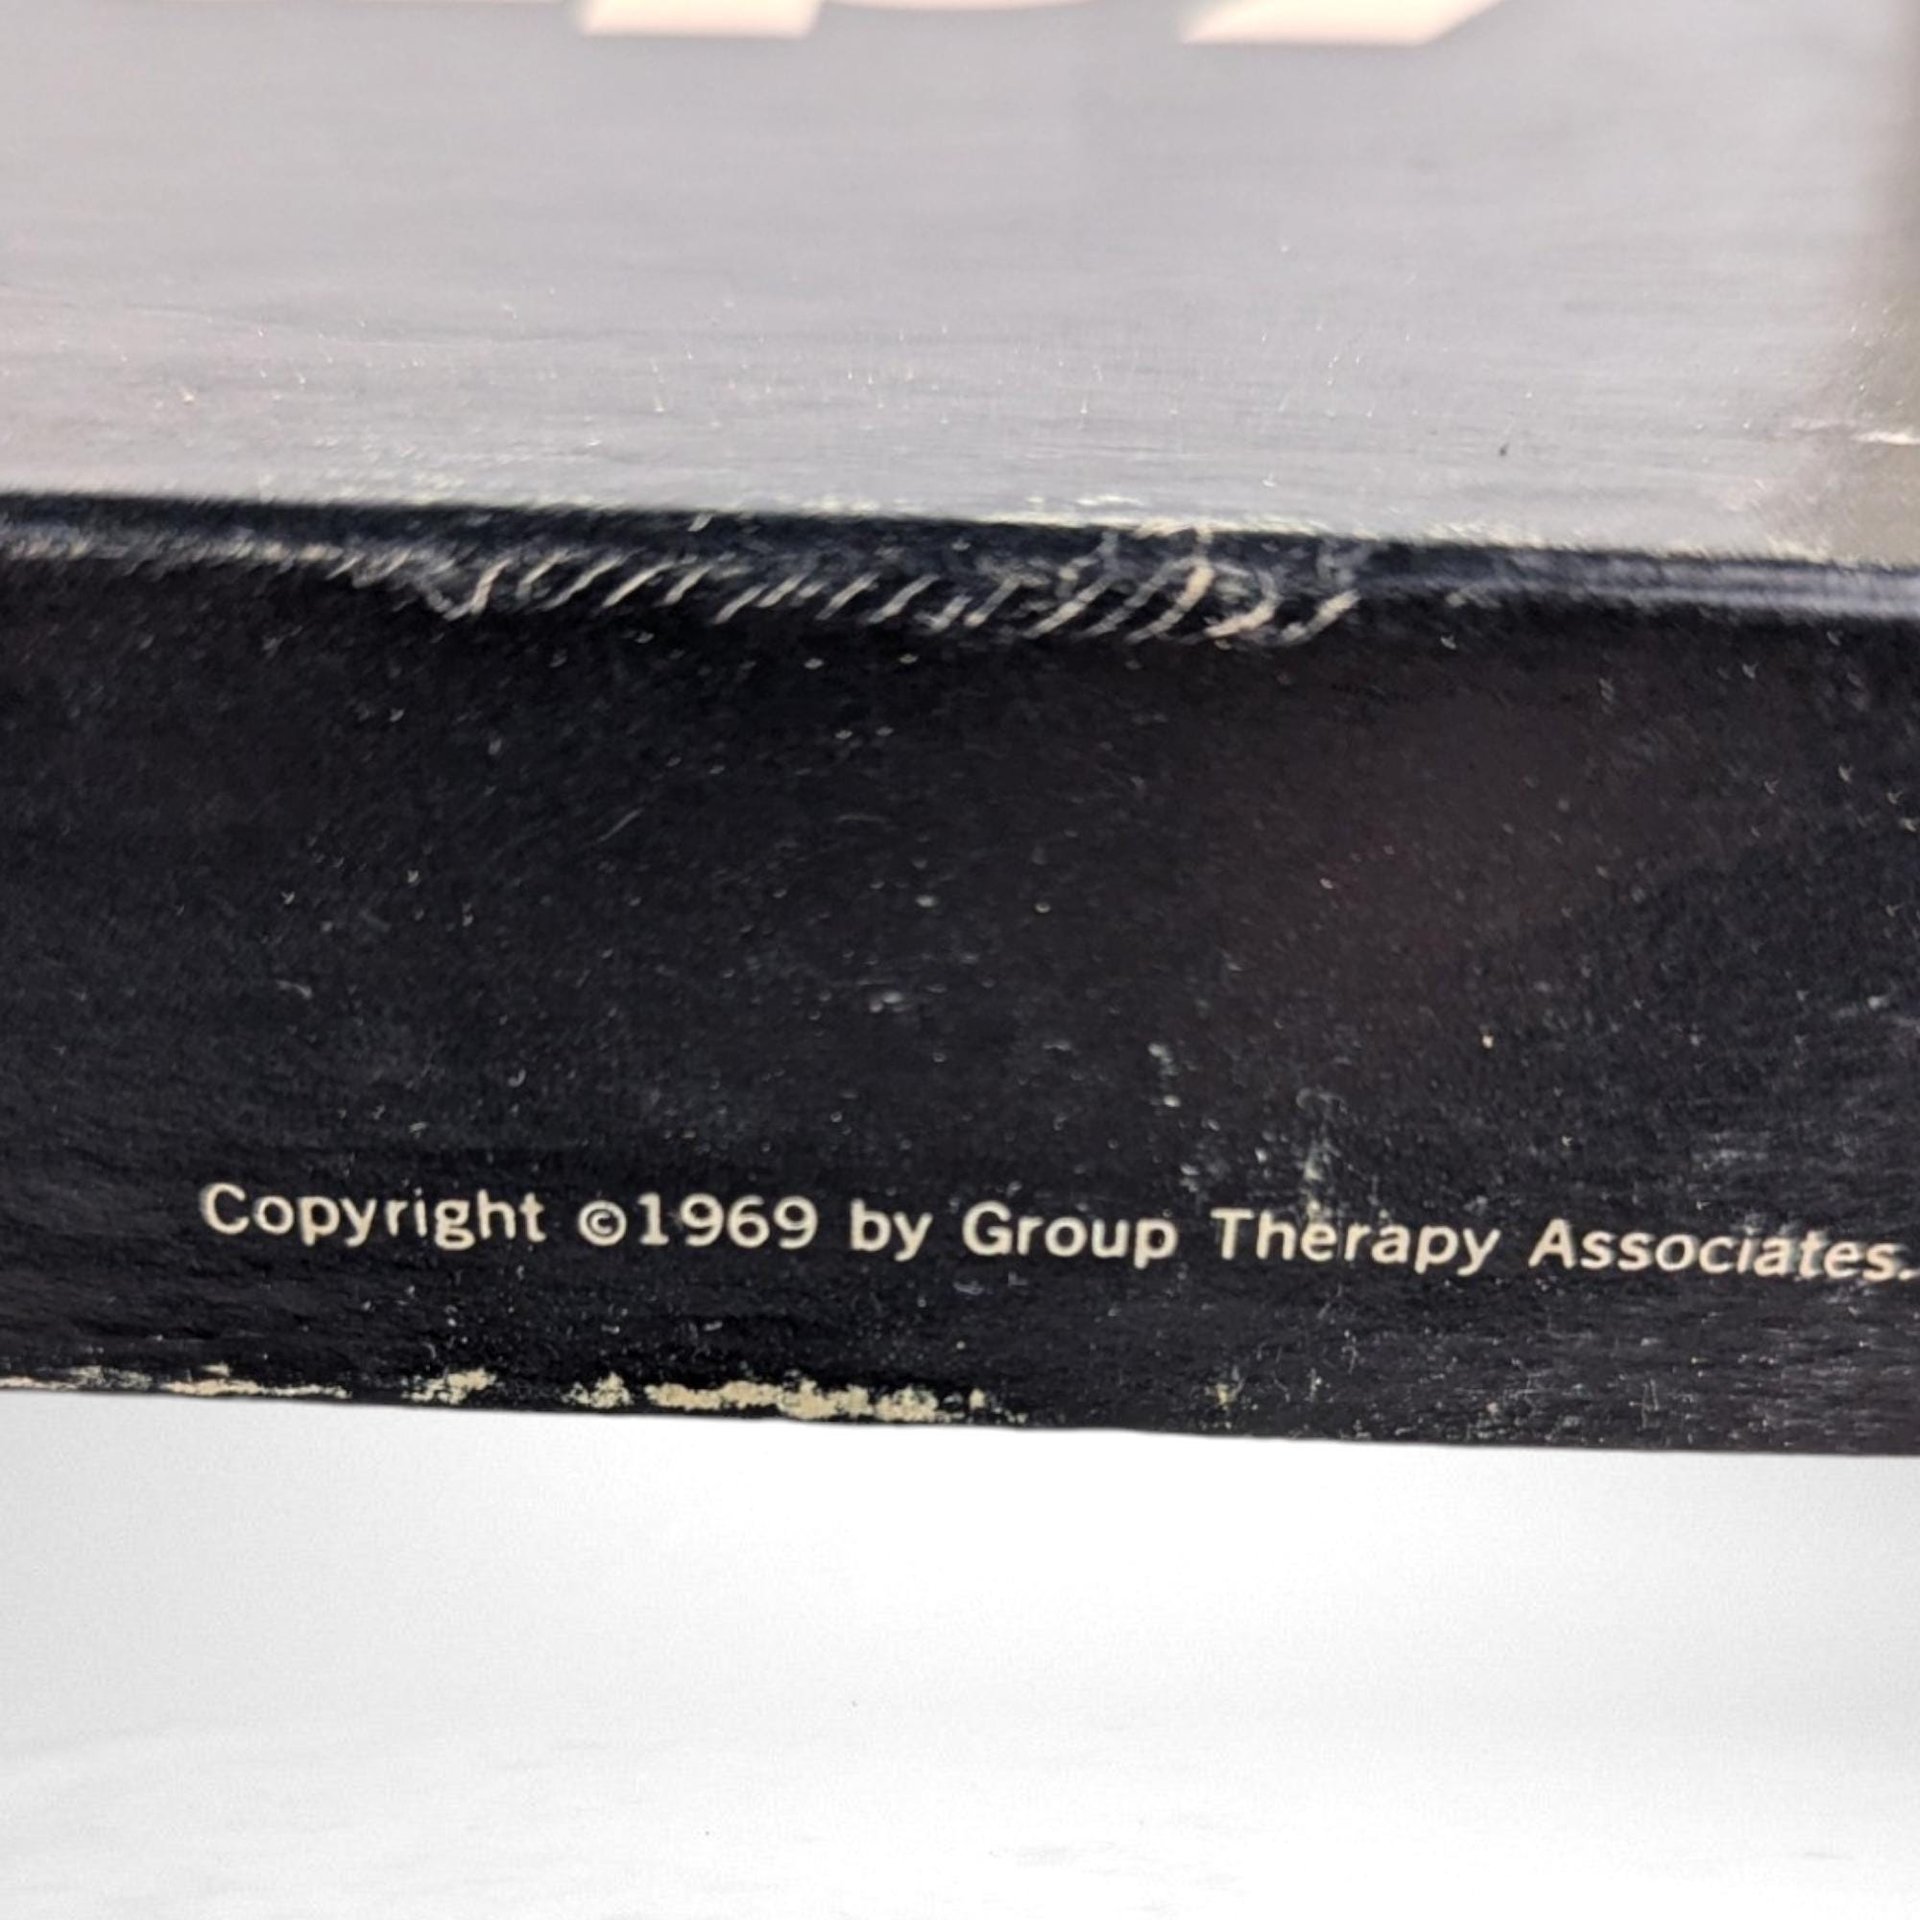 Copyright ©1969 by Group Therapy Associates.